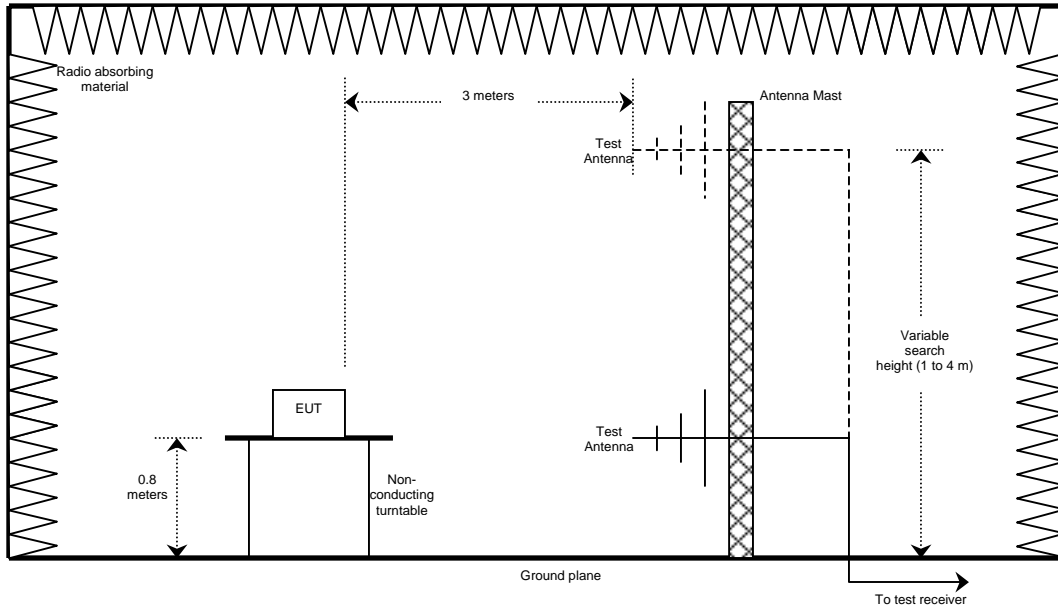 Radio absorbing
material
3 meters
Antenna Mast
Test
Antenna
Variable
search
height (1 to 4 m)
EUT
Test
Antenna
0.8
meters
Non-
conducting
turntable
Ground plane
To test receiver